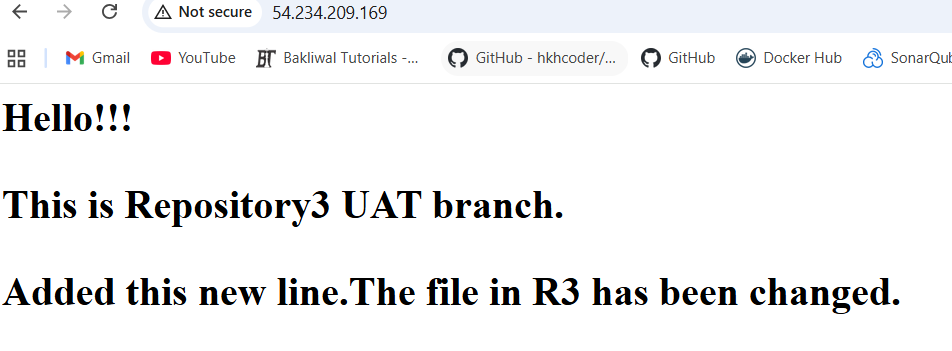 Not secure 54.234.209.169
Gmail YouTube Bakliwal Tutorials -... GitHub - hkhcoder/... GitHub Docker Hub SonarQub
Hello!!!
This is Repository3 UAT branch.
Added this new line.The file in R3 has been changed.